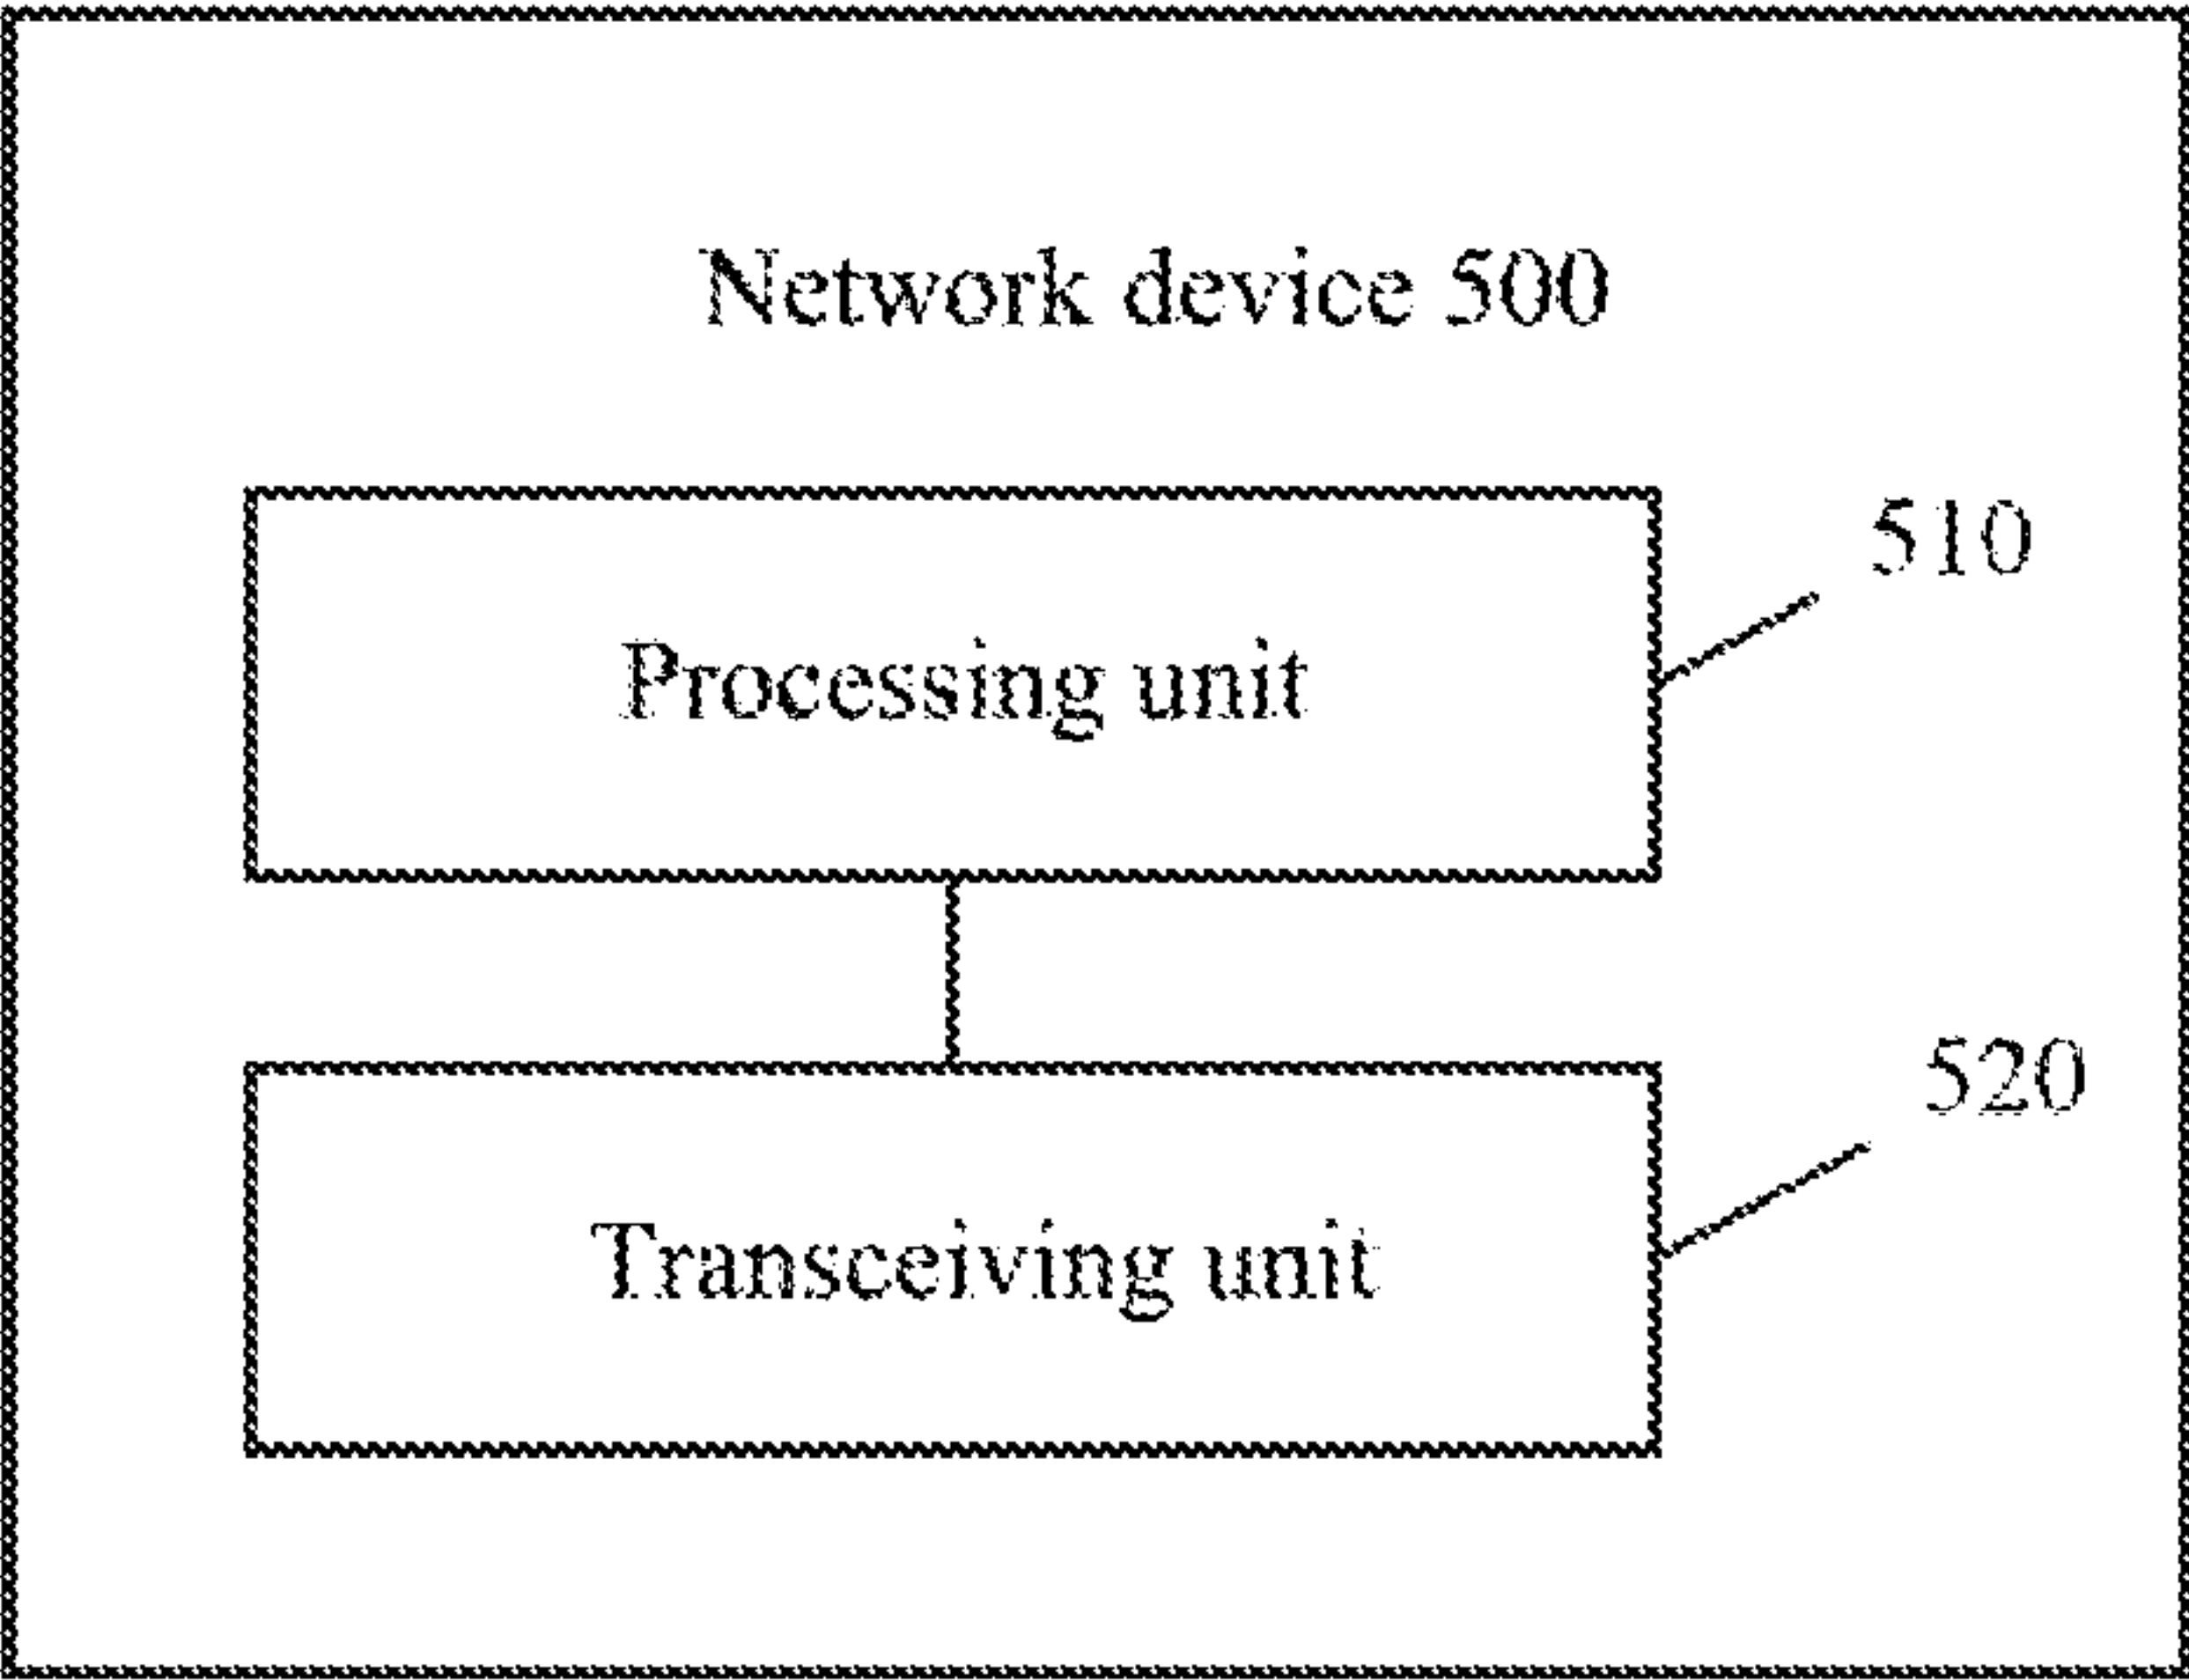 Network device 500
510
Processing unit
520
Transceiving unit